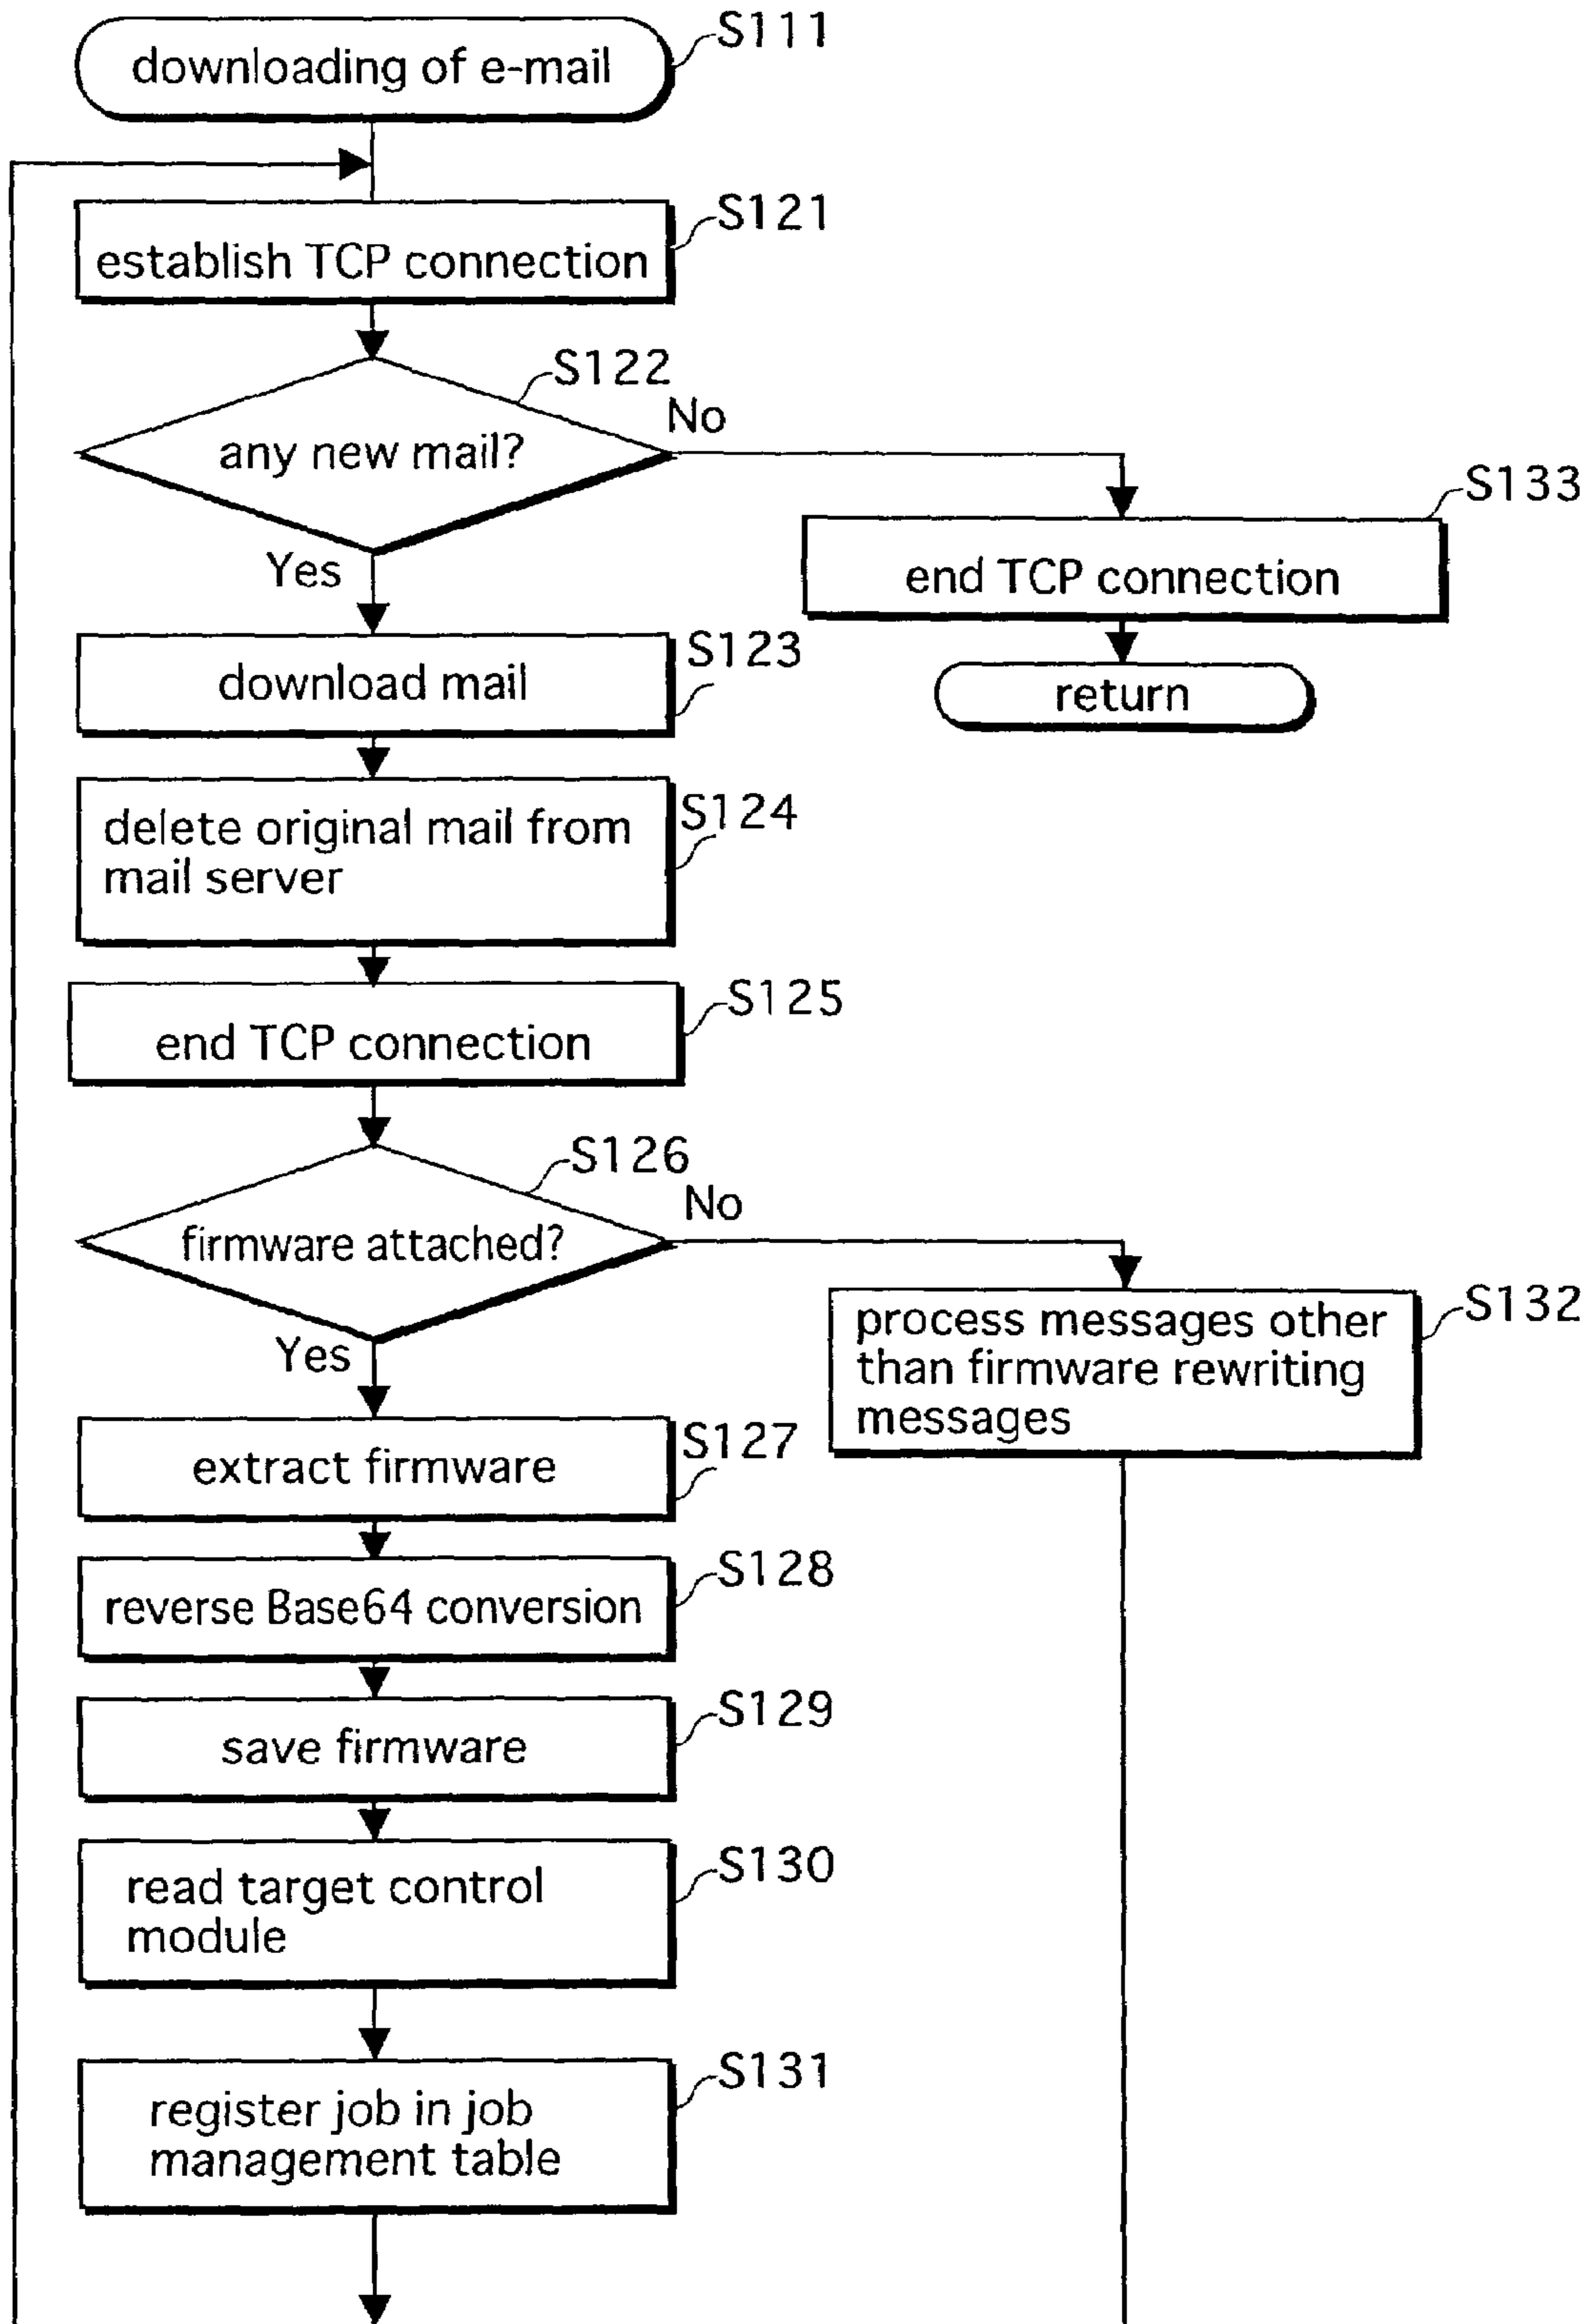 downloading of e-mail
S111
establish TCP connection
S121
any new mail?
S122
No
Yes
end TCP connection
S133
return
download mail
S123
delete original mail from
mail server
S124
end TCP connection
S125
firmware attached?
S126
No
Yes
process messages other
than firmware rewriting
messages
S132
extract firmware
S127
reverse Base64 conversion
S128
save firmware
S129
read target control
module
S130
register job in job
management table
S131